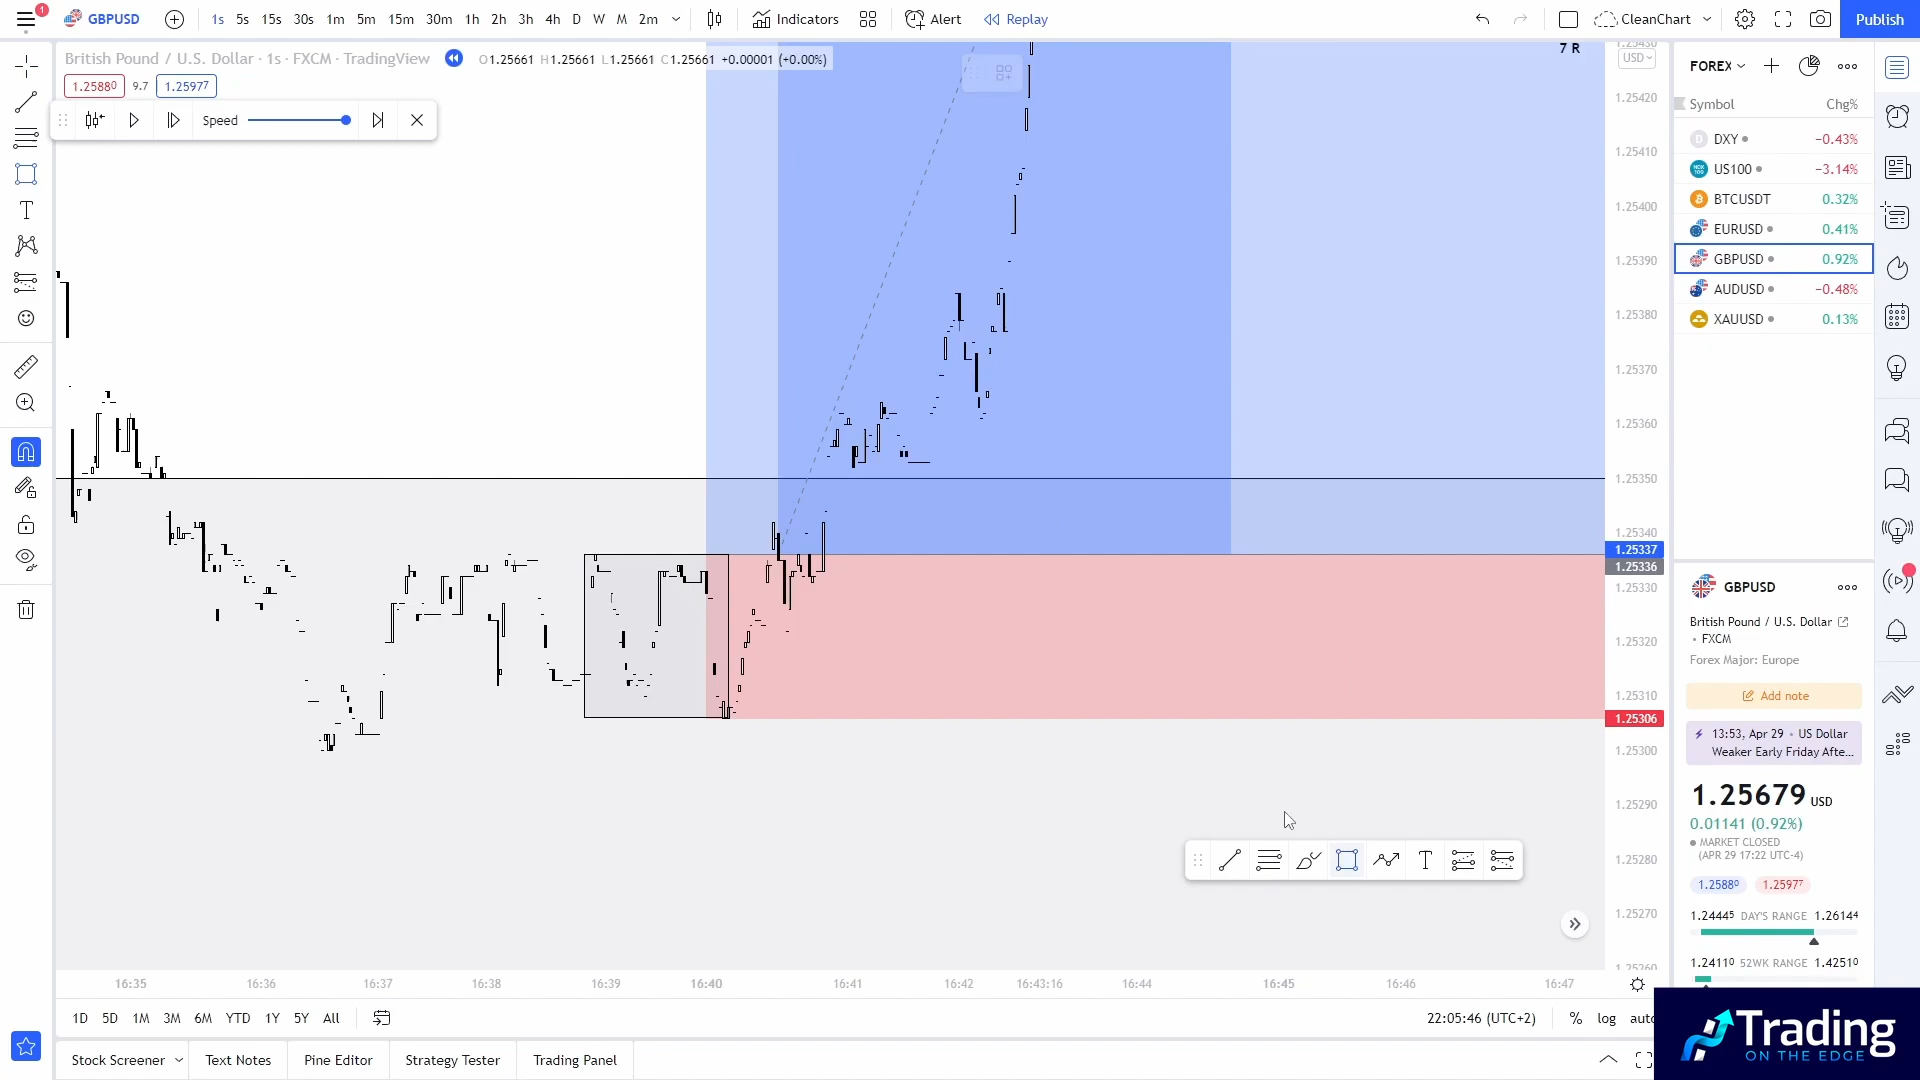 1
GBPUSD
1s 5s 15s 30s 1m 5m 15m 30m 1h 2h 3h 4h D W M 2m
Indicators
Alert
Replay
CleanChart
Publish
British Pound / U.S. Dollar · 1s · FXCM · TradingView
O1.25661 H1.25661 L1.25661 C1.25661 +0.00001 (+0.00%)
1.25880 9.7 1.25977
Speed
7 R
USD
1.25420
1.25410
1.25400
1.25390
1.25380
1.25370
1.25360
1.25350
1.25340
1.25337
1.25336
1.25330
1.25320
1.25310
1.25306
1.25300
1.25290
1.25280
1.25270
1.25260
16:35 16:36 16:37 16:38 16:39 16:40 16:41 16:42 16:43:16 16:44 16:45 16:46 16:47
1D 5D 1M 3M 6M YTD 1Y 5Y All
22:05:46 (UTC+2) % log auto
Stock Screener Text Notes Pine Editor Strategy Tester Trading Panel
FOREX
Symbol Chg%
DXY −0.43%
US100 −3.14%
BTCUSDT 0.32%
EURUSD 0.41%
GBPUSD 0.92%
AUDUSD −0.48%
XAUUSD 0.13%
GBPUSD
British Pound / U.S. Dollar
• FXCM
Forex Major: Europe
Add note
13:53, Apr 29 • US Dollar
Weaker Early Friday Afte...
1.25679 USD
0.01141 (0.92%)
MARKET CLOSED
(APR 29 17:22 UTC-4)
1.25880 1.25977
1.24445 DAY'S RANGE 1.26144
1.24110 52WK RANGE 1.42510
Trading
ON THE EDGE